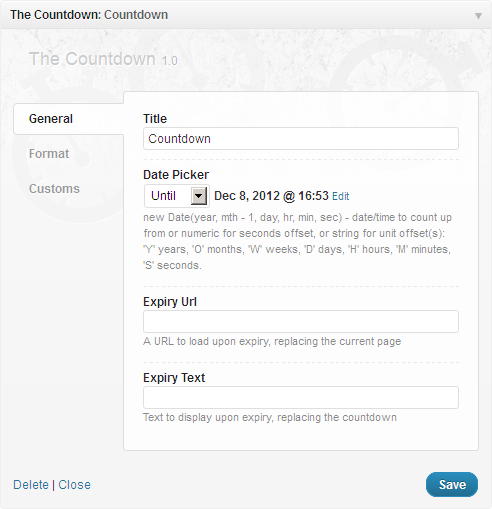 The Countdown: Countdown
The Countdown 1.0
General
Format
Customs
Title
Countdown
Date Picker
Until Dec 8, 2012 @ 16:53 Edit
new Date(year, mth - 1, day, hr, min, sec) - date/time to count up
from or numeric for seconds offset, or string for unit offset(s):
'Y' years, 'O' months, 'W' weeks, 'D' days, 'H' hours, 'M' minutes,
'S' seconds.
Expiry Url
A URL to load upon expiry, replacing the current page
Expiry Text
Text to display upon expiry, replacing the countdown
Delete | Close
Save